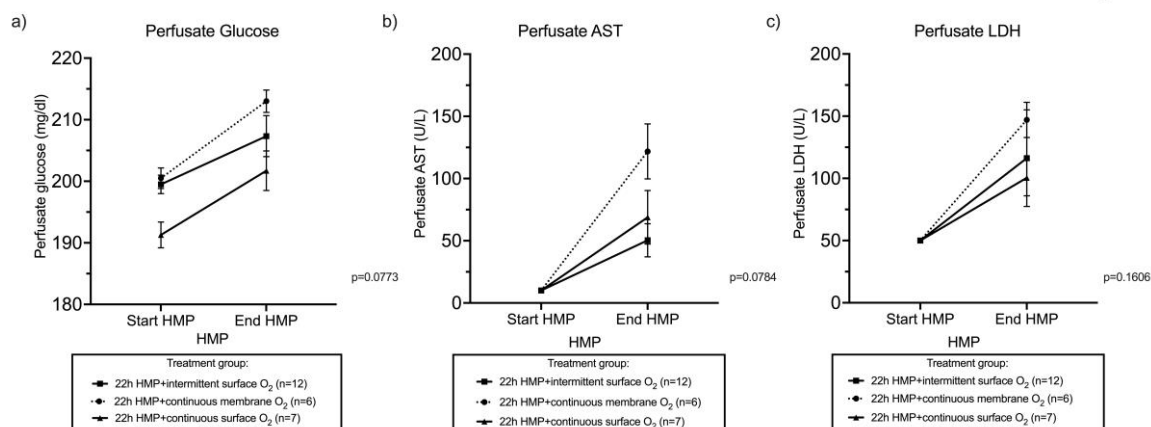 a)
Perfusate Glucose
220
210
200
190
180
Perfusate glucose (mg/dl)
Start HMP
End HMP
HMP
p=0.0773
Treatment group:
22h HMP+intermittent surface O₂ (n=12)
22h HMP+continuous membrane O₂ (n=6)
22h HMP+continuous surface O₂ (n=7)
b)
Perfusate AST
200
150
100
50
0
Perfusate AST (U/L)
Start HMP
End HMP
HMP
p=0.0784
Treatment group:
22h HMP+intermittent surface O₂ (n=12)
22h HMP+continuous membrane O₂ (n=6)
22h HMP+continuous surface O₂ (n=7)
c)
Perfusate LDH
200
150
100
50
0
Perfusate LDH (U/L)
Start HMP
End HMP
HMP
p=0.1606
Treatment group:
22h HMP+intermittent surface O₂ (n=12)
22h HMP+continuous membrane O₂ (n=6)
22h HMP+continuous surface O₂ (n=7)